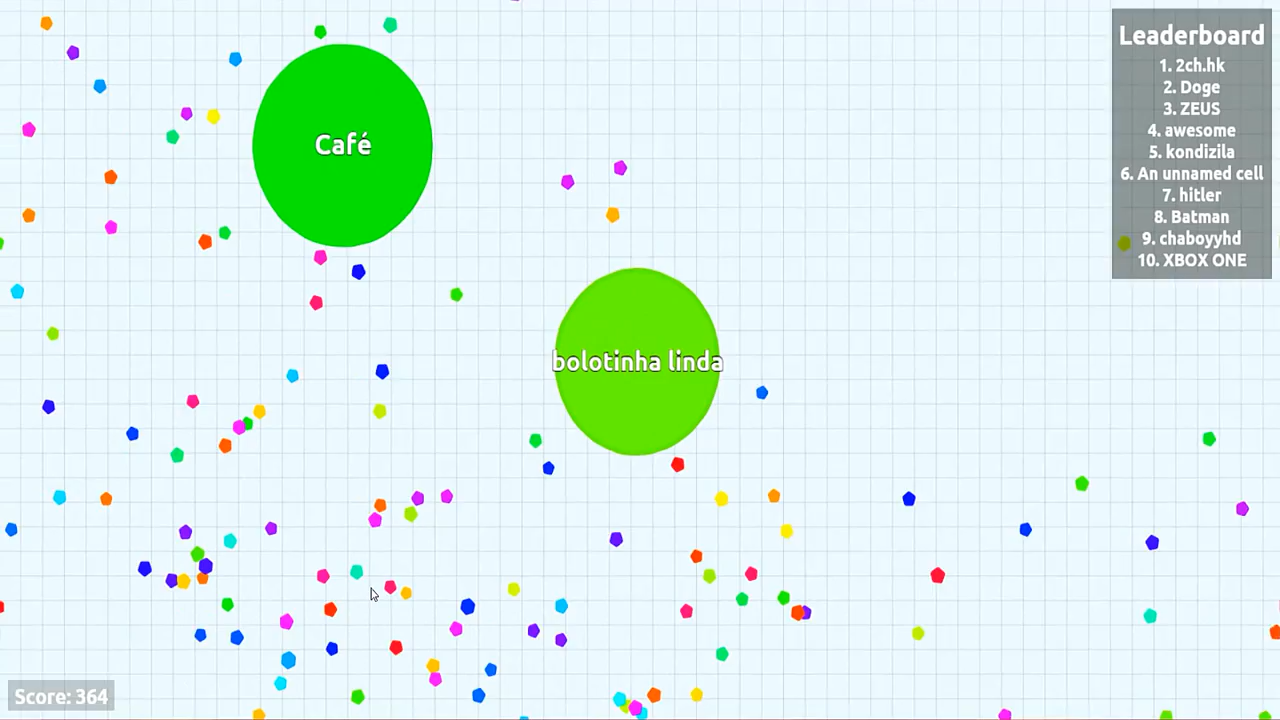 Café
bolotinha linda
Leaderboard
1. 2ch.hk
2. Doge
3. ZEUS
4. awesome
5. kondizila
6. An unnamed cell
7. hitler
8. Batman
9. chaboyyhd
10. XBOX ONE
Score: 364